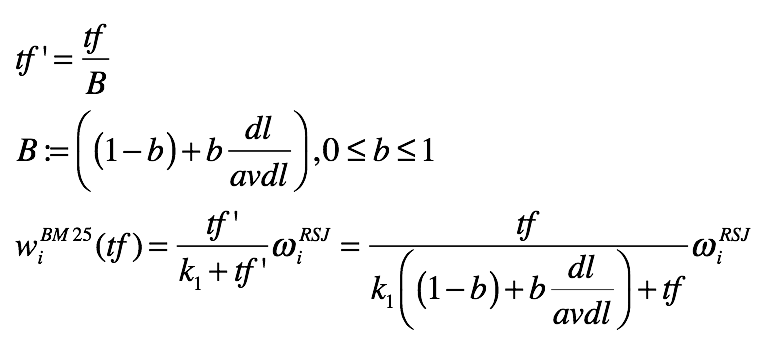 tf' = tf / B
B := ((1 − b) + b dl / avdl), 0 ≤ b ≤ 1
w_i^{BM25}(tf) = tf' / (k_1 + tf') ω_i^{RSJ} = tf / (k_1((1 − b) + b dl / avdl) + tf) ω_i^{RSJ}